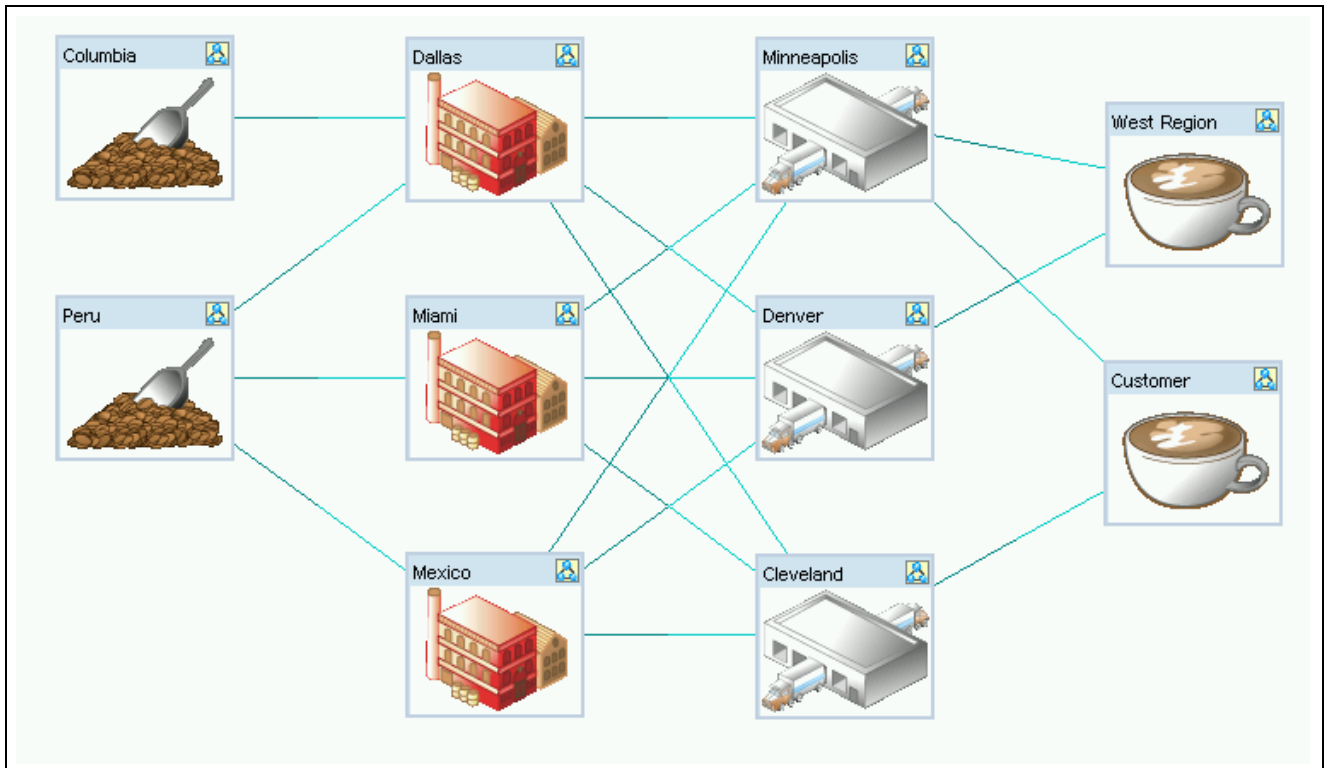 Columbia
Dallas
Minneapolis
West Region
Peru
Miami
Denver
Customer
Mexico
Cleveland